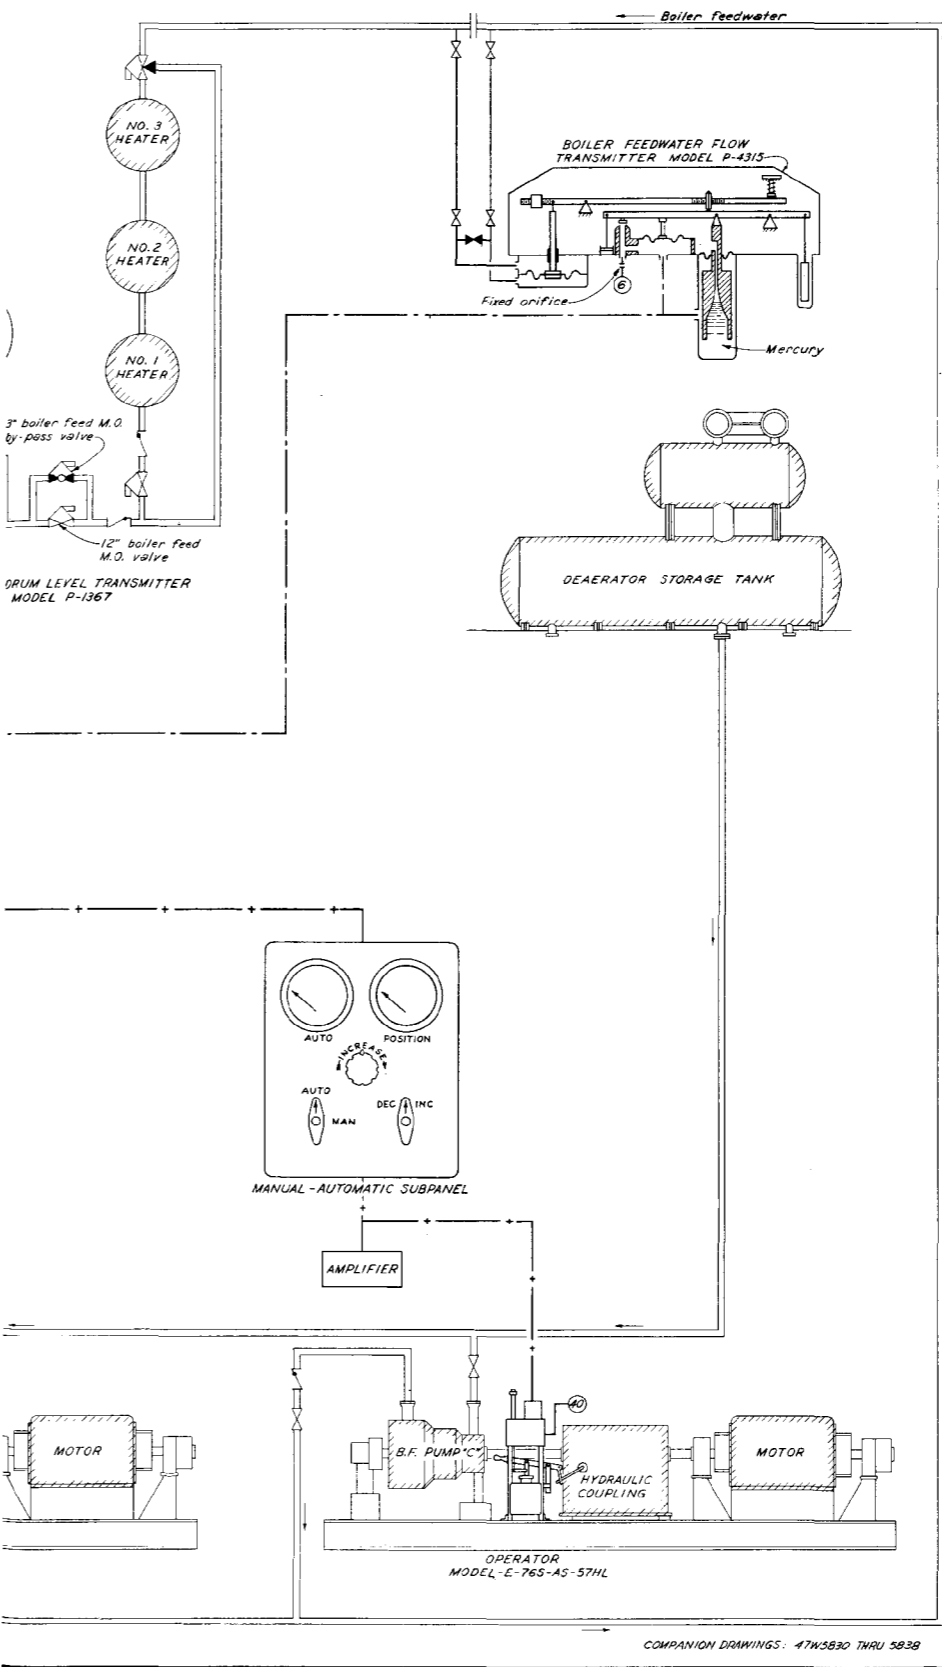 Boiler feedwater
NO. 3
HEATER
BOILER FEEDWATER FLOW
TRANSMITTER MODEL P-4315
NO. 2
HEATER
Fixed orifice
6
Mercury
NO. 1
HEATER
3" boiler feed M.O.
by-pass valve
12" boiler feed
M.O. valve
DRUM LEVEL TRANSMITTER
MODEL P-1367
DEAERATOR STORAGE TANK
AUTO
POSITION
INCREASE
AUTO
MAN
DEC
INC
MANUAL-AUTOMATIC SUBPANEL
AMPLIFIER
40
MOTOR
B.F. PUMP "C"
HYDRAULIC
COUPLING
MOTOR
OPERATOR
MODEL-E-76S-AS-57HL
COMPANION DRAWINGS: 47W5830 THRU 5838